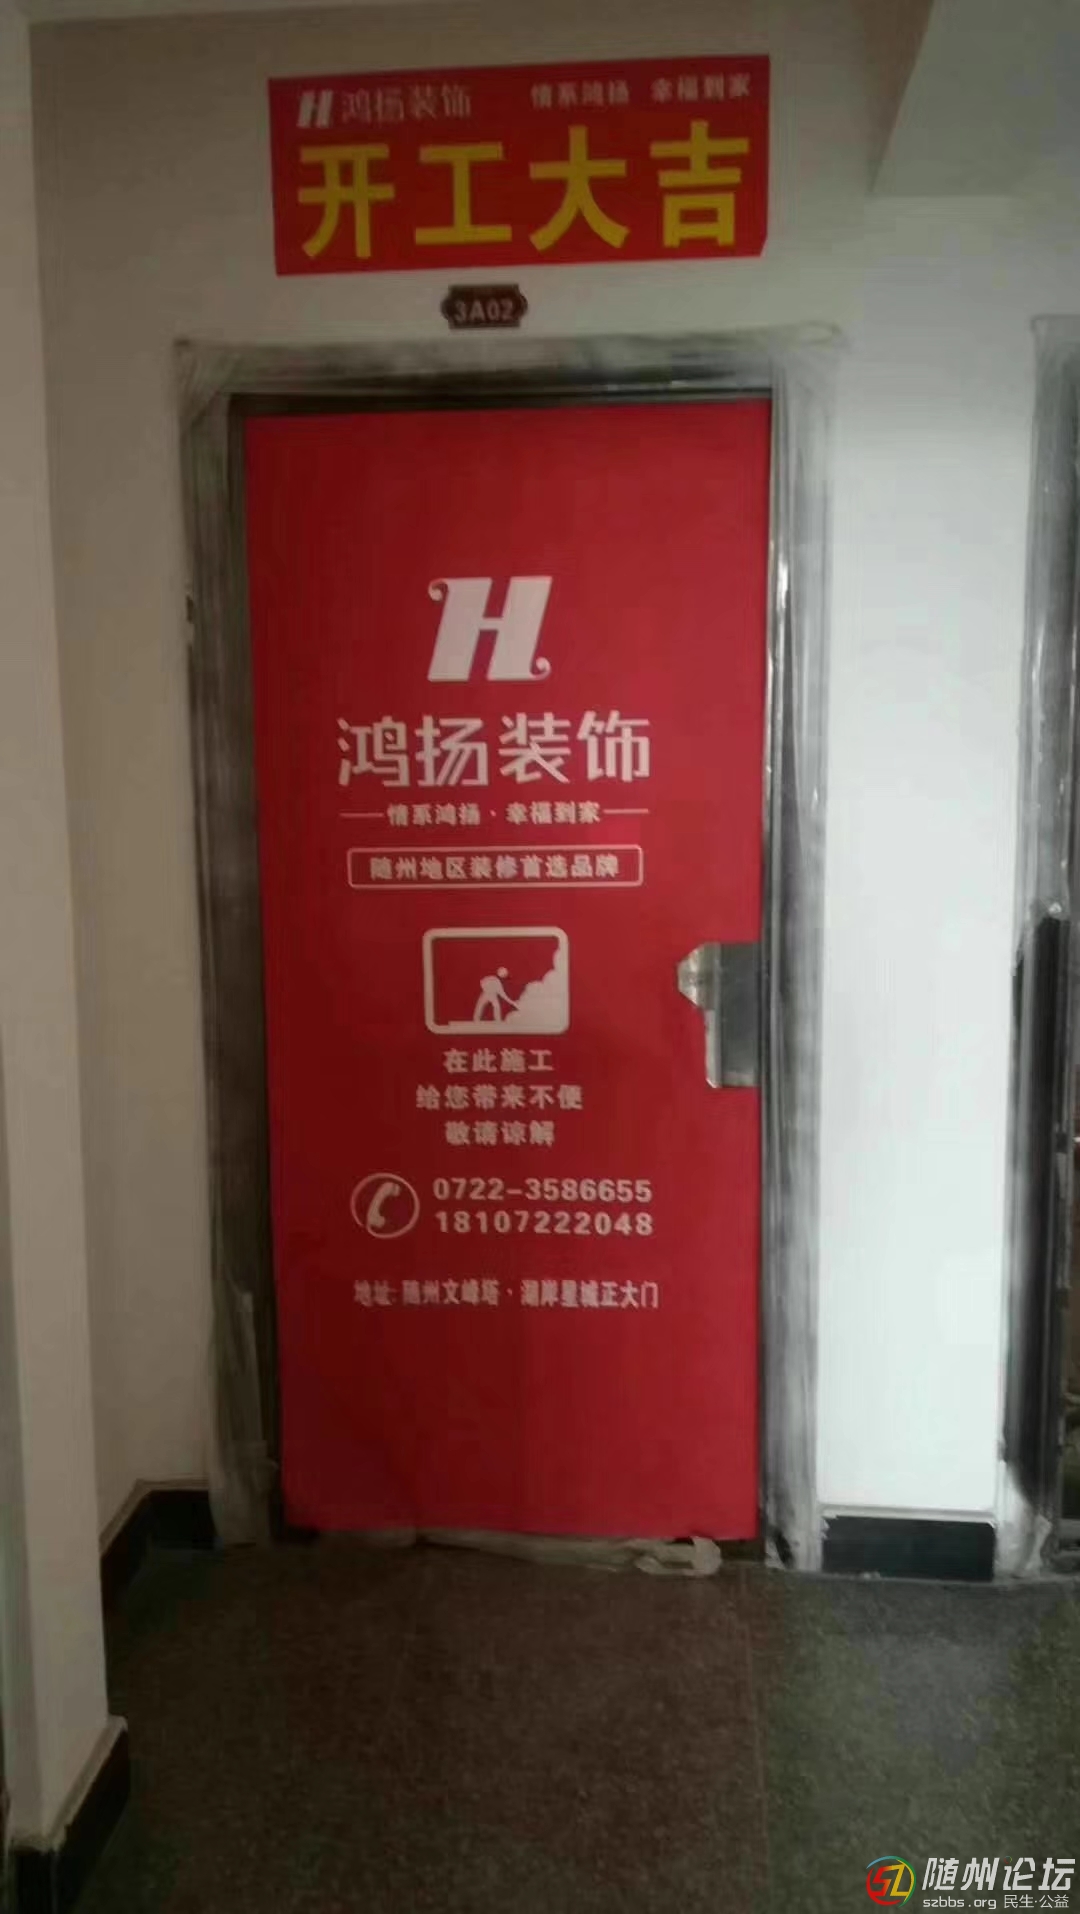 H 鸿扬装饰 情系鸿扬 幸福到家
开工大吉
3A02
H
鸿扬装饰
情系鸿扬·幸福到家
随州地区装修首选品牌
在此施工
给您带来不便
敬请谅解
0722-3586655
18107222048
地址:随州文峰塔·湖岸星城正大门
随州论坛
szbbs.org 民生·公益